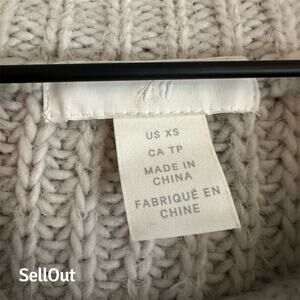 US XS
CA TP
MADE IN
CHINA
FABRIQUÉ EN
CHINE
SellOut